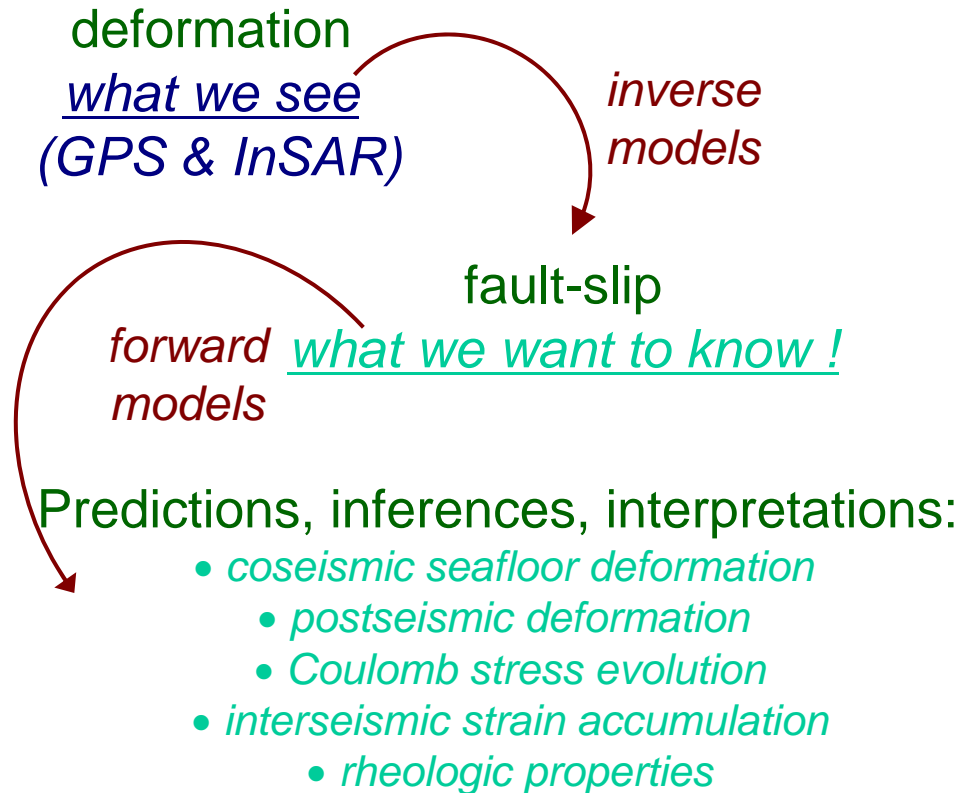 deformation
what we see
(GPS & InSAR)
inverse
models
fault-slip
forward
models
what we want to know !
Predictions, inferences, interpretations:
• coseismic seafloor deformation
• postseismic deformation
• Coulomb stress evolution
• interseismic strain accumulation
• rheologic properties